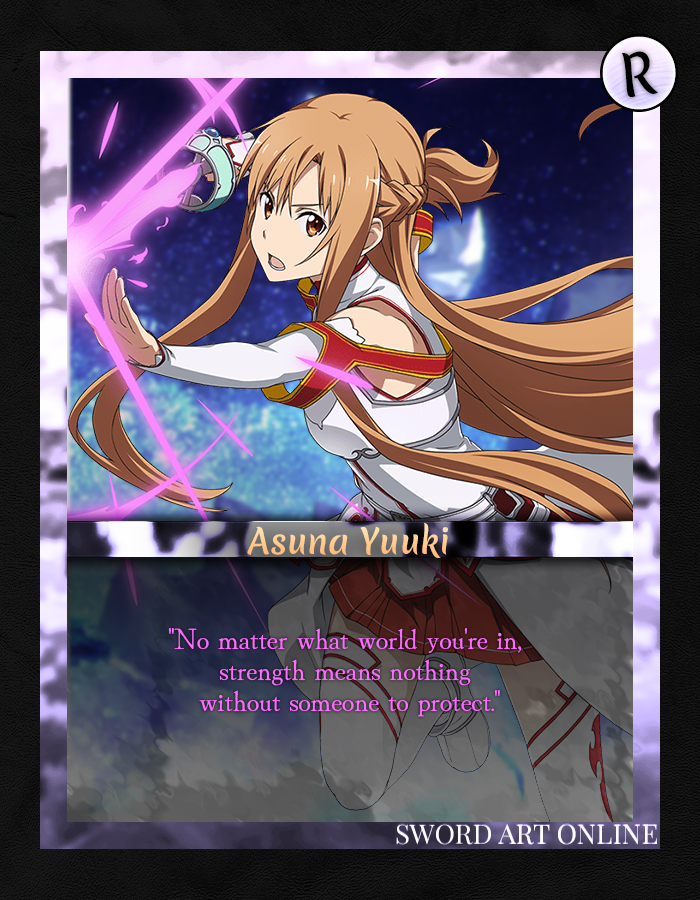 R
Asuna Yuuki
"No matter what world you're in,
strength means nothing
without someone to protect."
SWORD ART ONLINE